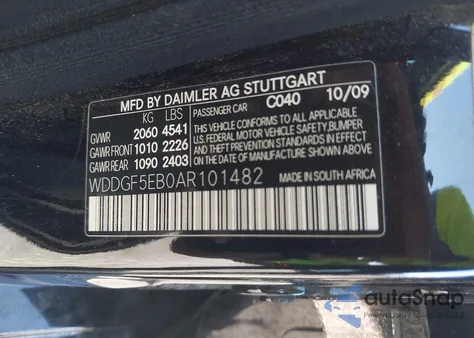 MFD BY DAIMLER AG STUTTGART
KG LBS PASSENGER CAR C040 10/09
GVWR 2060 4541
GAWR FRONT 1010 2226
GAWR REAR 1090 2403
THIS VEHICLE CONFORMS TO ALL APPLICABLE
U.S. FEDERAL MOTOR VEHICLE SAFETY, BUMPER,
AND THEFT PREVENTION STANDARDS IN EFFECT ON
THE DATE OF MANUFACTURE SHOWN ABOVE.
WDDGF5EB0AR101482 MADE IN SOUTH AFRICA
autoSnap